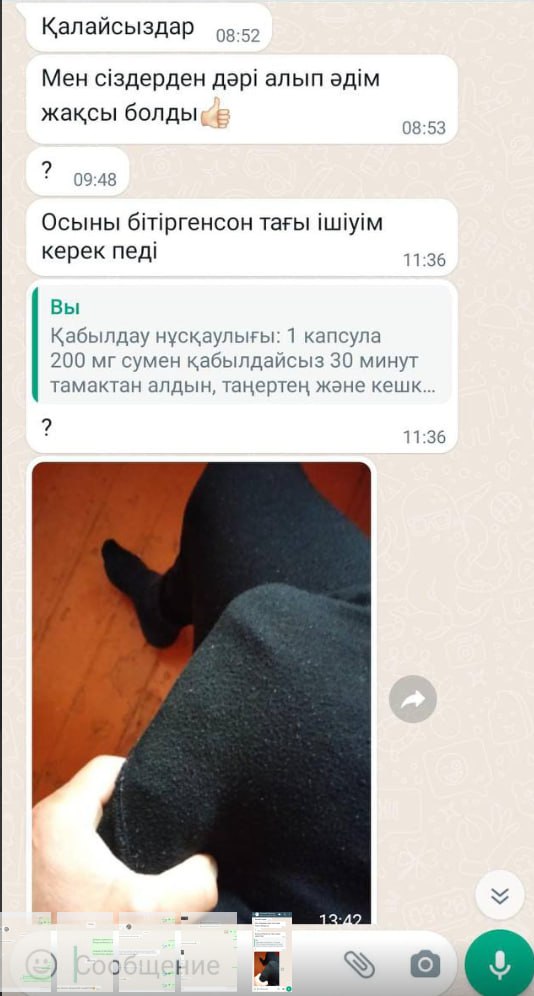 Қалайсыздар 08:52
Мен сіздерден дәрі алып әдім
жақсы болды👍🏻
08:53
? 09:48
Осыны бітіргенсон тағы ішіуім
керек педі
11:36
Вы
Қабылдау нұсқаулығы: 1 капсула
200 мг сумен қабылдайсыз 30 минут
тамактан алдын, таңертең және кешк...
?
11:36
13:42
Сообщение